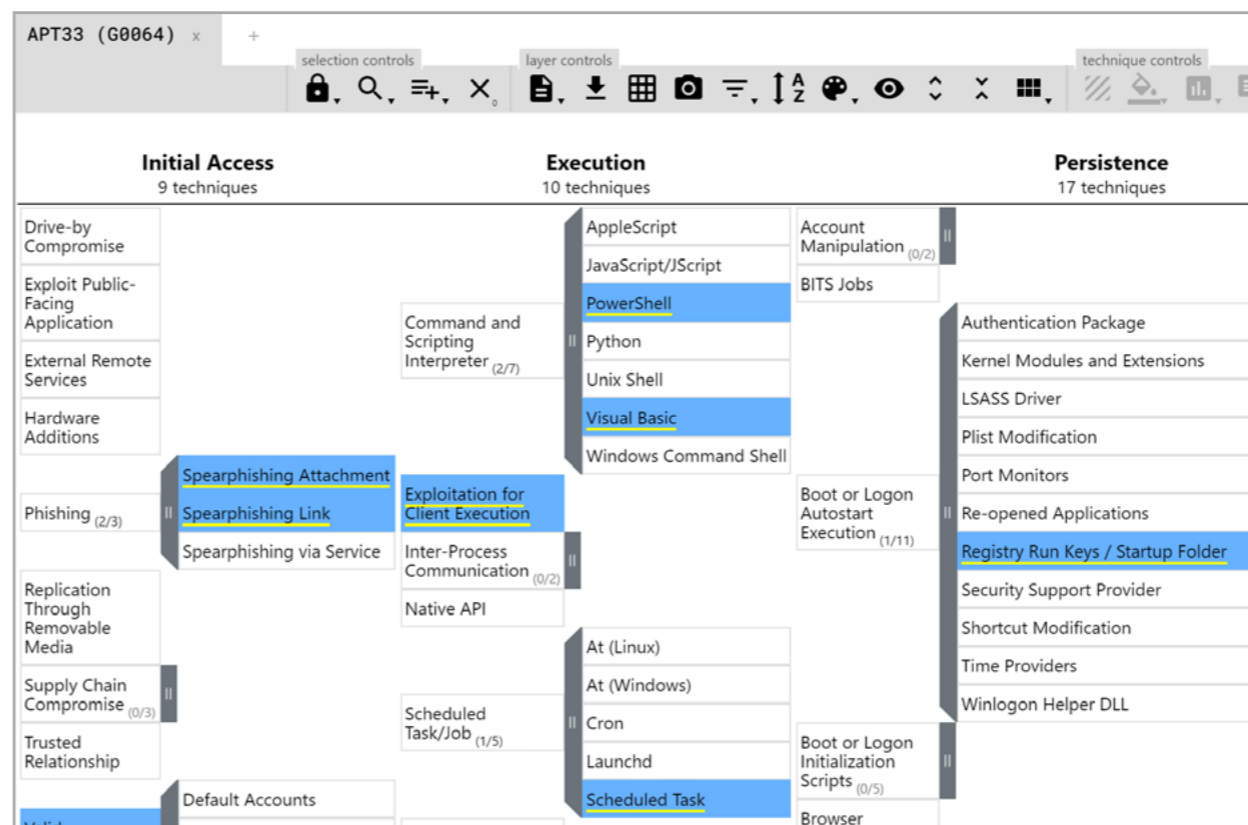 APT33 (G0064) x +
selection controls
layer controls
technique controls
Initial Access
9 techniques
Drive-by
Compromise
Exploit Public-
Facing
Application
External Remote
Services
Hardware
Additions
Phishing (2/3)
Spearphishing Attachment
Spearphishing Link
Spearphishing via Service
Replication
Through
Removable
Media
Supply Chain
Compromise (0/3)
Trusted
Relationship
Default Accounts
Execution
10 techniques
Command and
Scripting
Interpreter (2/7)
AppleScript
JavaScript/JScript
PowerShell
Python
Unix Shell
Visual Basic
Windows Command Shell
Exploitation for
Client Execution
Inter-Process
Communication (0/2)
Native API
Scheduled
Task/Job (1/5)
At (Linux)
At (Windows)
Cron
Launchd
Scheduled Task
Persistence
17 techniques
Account
Manipulation (0/2)
BITS Jobs
Boot or Logon
Autostart
Execution (1/11)
Authentication Package
Kernel Modules and Extensions
LSASS Driver
Plist Modification
Port Monitors
Re-opened Applications
Registry Run Keys / Startup Folder
Security Support Provider
Shortcut Modification
Time Providers
Winlogon Helper DLL
Boot or Logon
Initialization
Scripts (0/5)
Browser